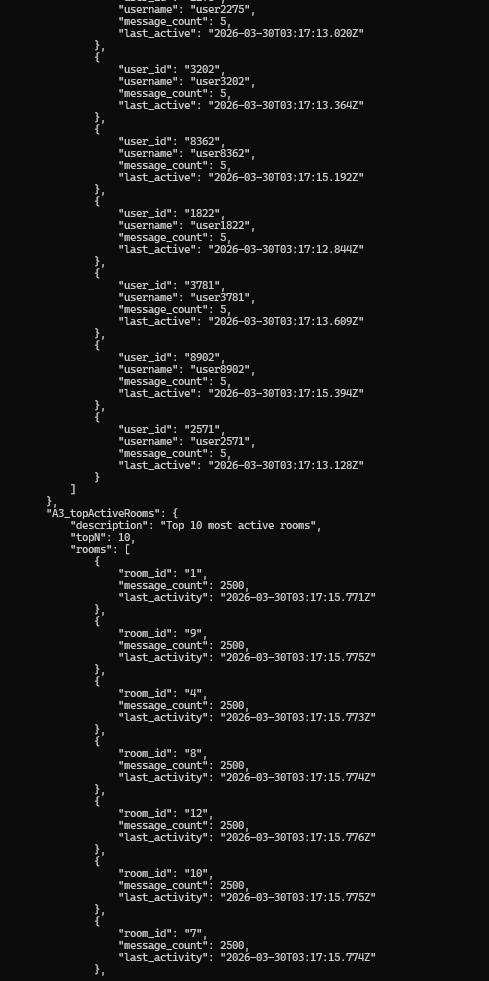 "username": "user2275",
"message_count": 5,
"last_active": "2026-03-30T03:17:13.020Z"
},
{
"user_id": "3202",
"username": "user3202",
"message_count": 5,
"last_active": "2026-03-30T03:17:13.364Z"
},
{
"user_id": "8362",
"username": "user8362",
"message_count": 5,
"last_active": "2026-03-30T03:17:15.192Z"
},
{
"user_id": "1822",
"username": "user1822",
"message_count": 5,
"last_active": "2026-03-30T03:17:12.844Z"
},
{
"user_id": "3781",
"username": "user3781",
"message_count": 5,
"last_active": "2026-03-30T03:17:13.609Z"
},
{
"user_id": "8902",
"username": "user8902",
"message_count": 5,
"last_active": "2026-03-30T03:17:15.394Z"
},
{
"user_id": "2571",
"username": "user2571",
"message_count": 5,
"last_active": "2026-03-30T03:17:13.128Z"
}
]
},
"A3_topActiveRooms": {
"description": "Top 10 most active rooms",
"topN": 10,
"rooms": [
{
"room_id": "1",
"message_count": 2500,
"last_activity": "2026-03-30T03:17:15.771Z"
},
{
"room_id": "9",
"message_count": 2500,
"last_activity": "2026-03-30T03:17:15.775Z"
},
{
"room_id": "4",
"message_count": 2500,
"last_activity": "2026-03-30T03:17:15.773Z"
},
{
"room_id": "8",
"message_count": 2500,
"last_activity": "2026-03-30T03:17:15.774Z"
},
{
"room_id": "12",
"message_count": 2500,
"last_activity": "2026-03-30T03:17:15.776Z"
},
{
"room_id": "10",
"message_count": 2500,
"last_activity": "2026-03-30T03:17:15.775Z"
},
{
"room_id": "7",
"message_count": 2500,
"last_activity": "2026-03-30T03:17:15.774Z"
},